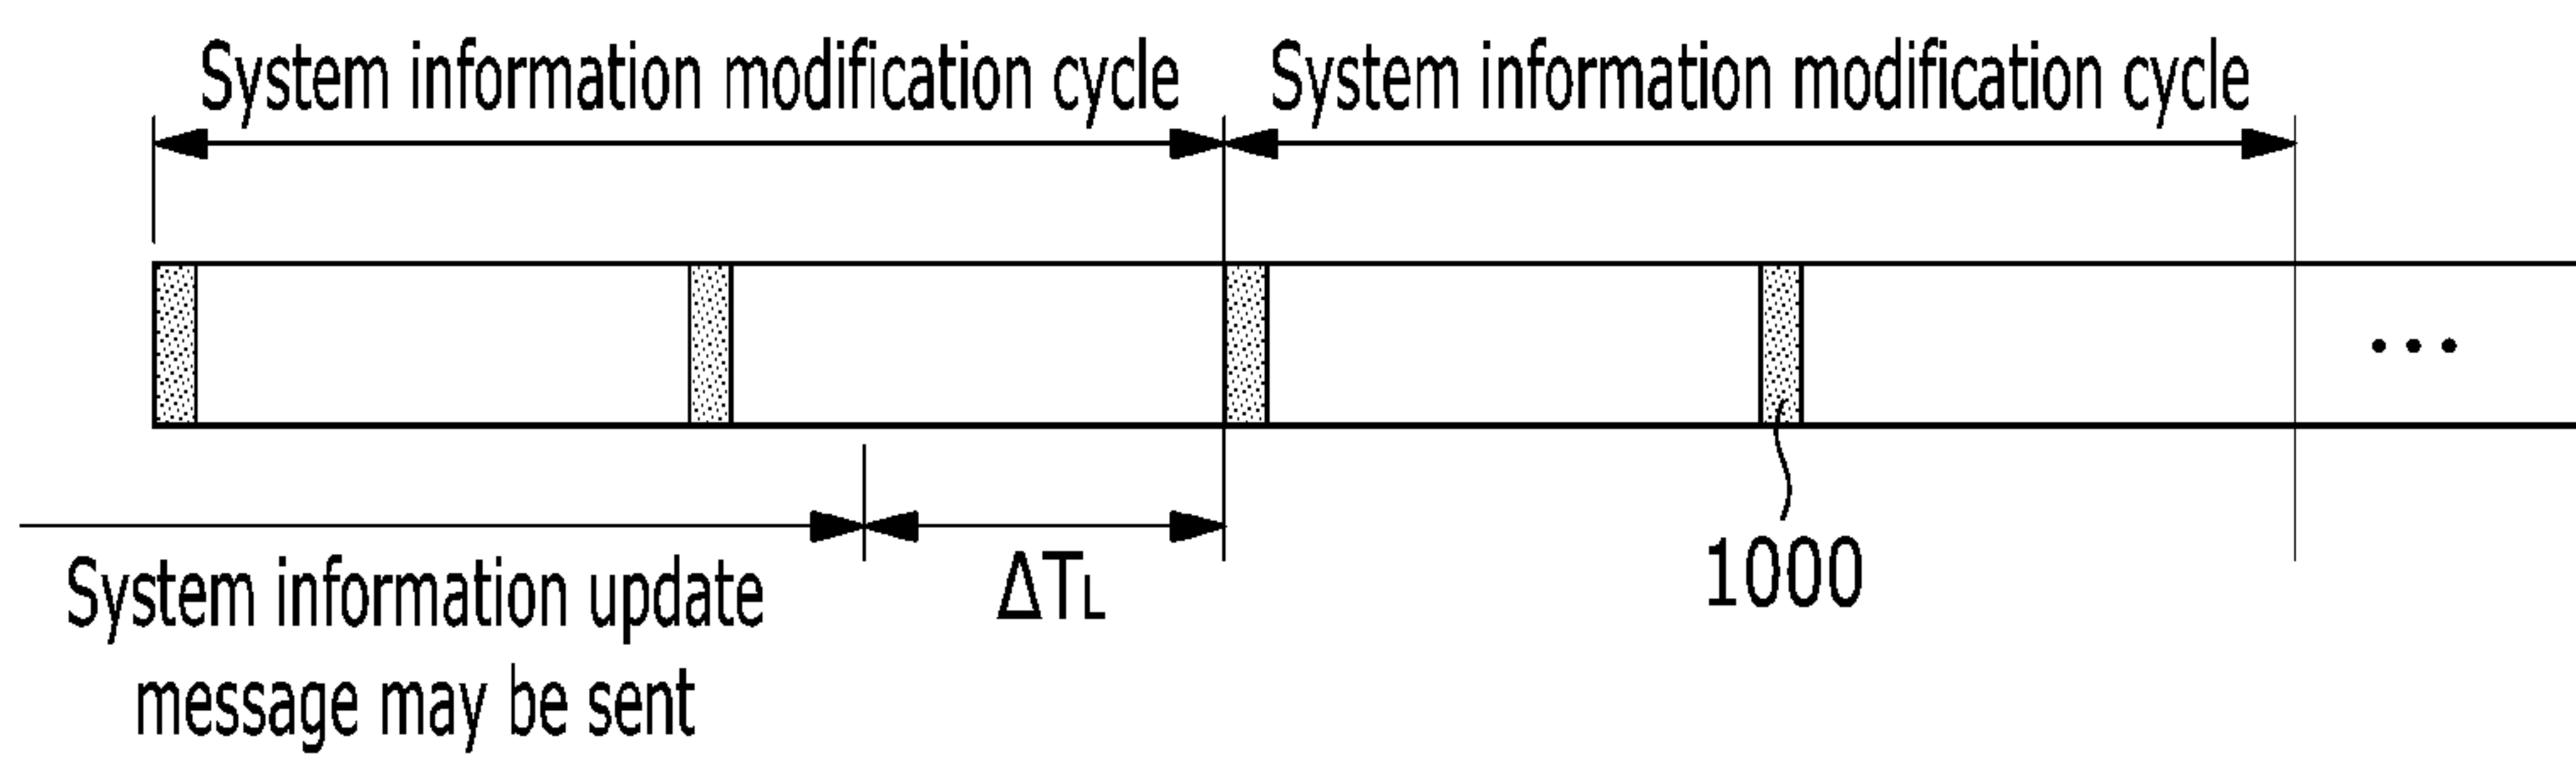 System information modification cycle System information modification cycle
• • •
System information update
message may be sent
ΔTL
1000